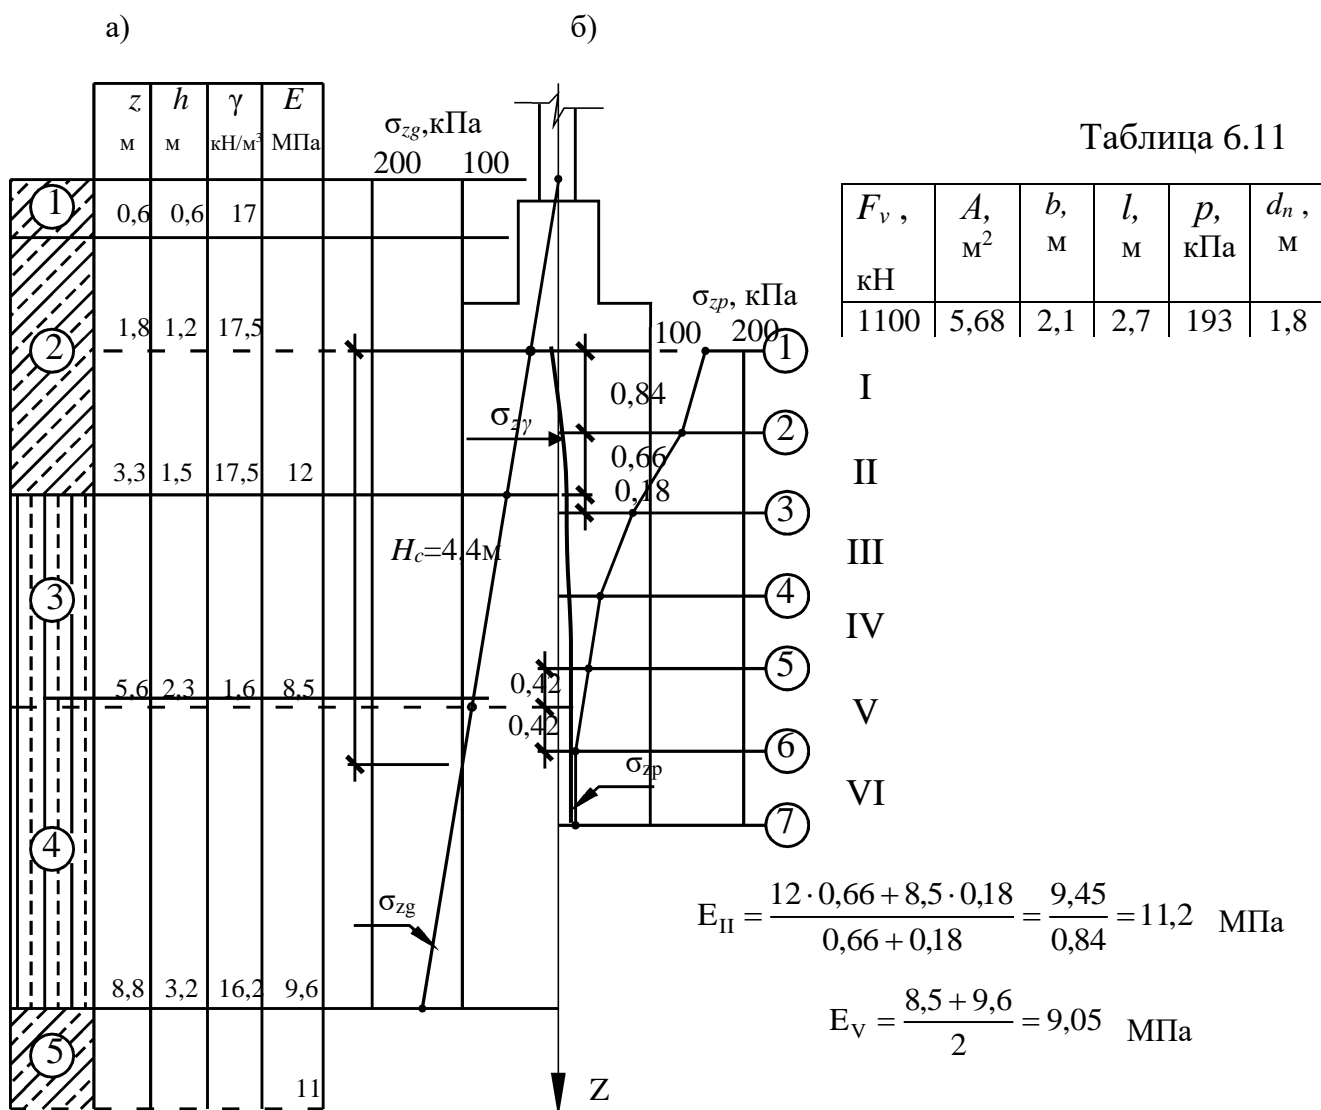 а)
б)
z h γ E
м м кН/м³ МПа
σzg,кПа
200 100
Таблица 6.11
Fv , кН A, м² b, м l, м p, кПа dn , м
1100 5,68 2,1 2,7 193 1,8
1 0,6 0,6 17
σzp, кПа
100 200
2 1,8 1,2 17,5
1
0,84
I
σzγ
2
0,66
II
3,3 1,5 17,5 12
0,18
3
Hc=4,4м
III
3
4
IV
5
5,6 2,3 1,6 8,5
0,42
V
0,42
6
σzp
VI
7
4
σzg
EII = (12·0,66+8,5·0,18)/(0,66+0,18) = 9,45/0,84 = 11,2 МПа
8,8 3,2 16,2 9,6
EV = (8,5+9,6)/2 = 9,05 МПа
5
11
Z